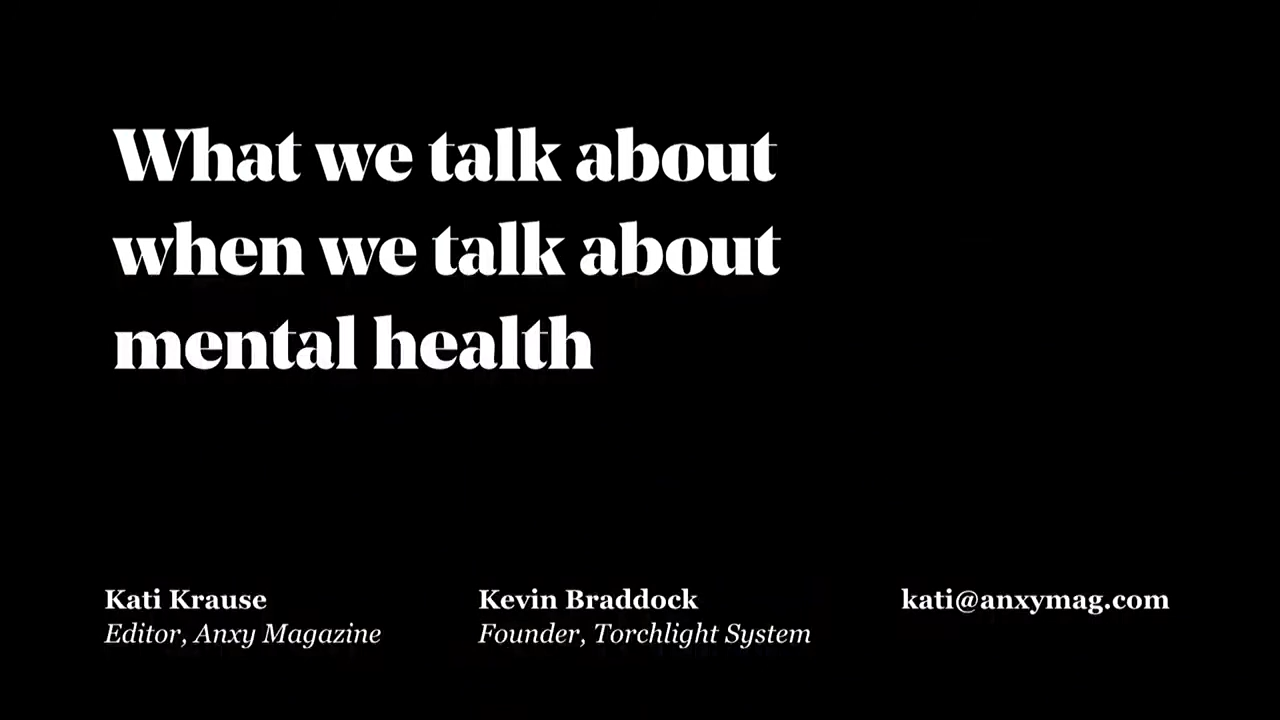 What we talk about
when we talk about
mental health
Kati Krause
Editor, Anxy Magazine
Kevin Braddock
Founder, Torchlight System
kati@anxymag.com